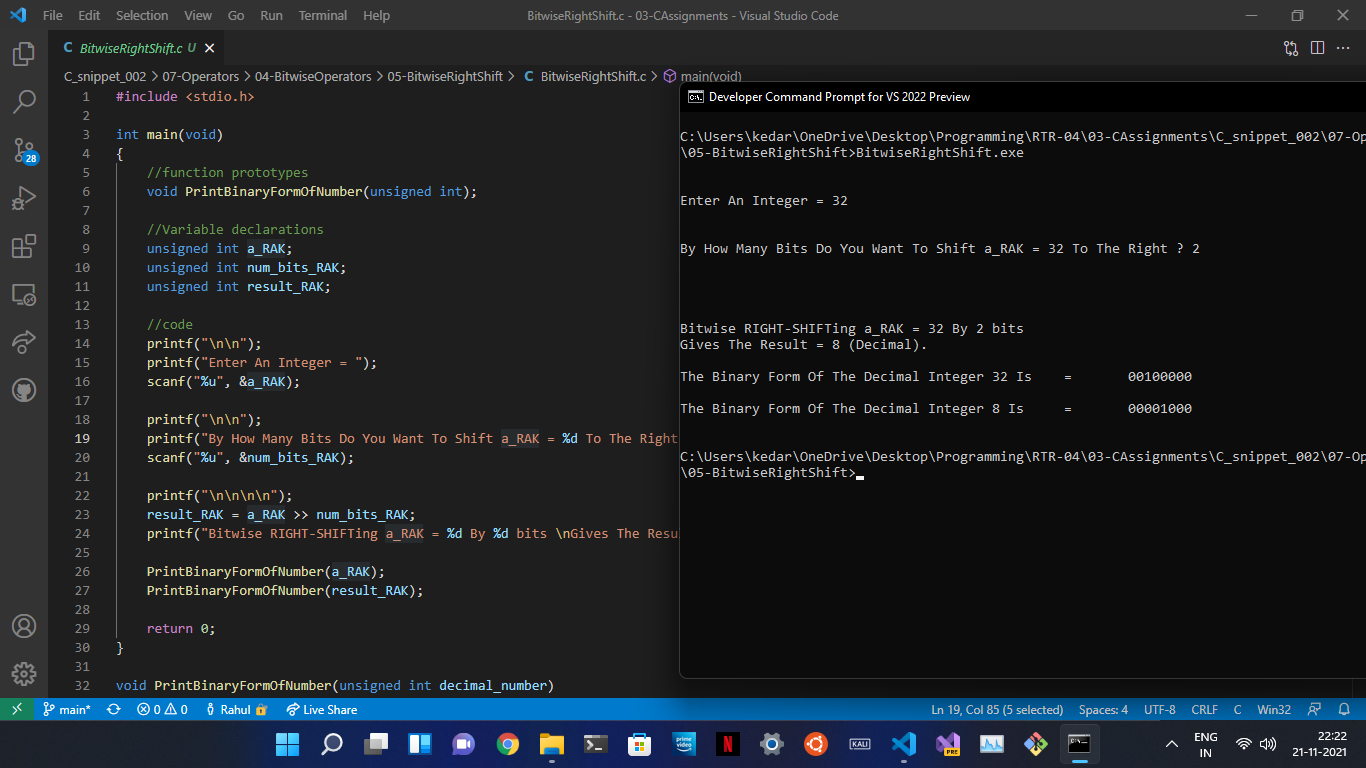 File Edit Selection View Go Run Terminal Help BitwiseRightShift.c - 03-CAssignments - Visual Studio Code
C BitwiseRightShift.c U
C_snippet_002 > 07-Operators > 04-BitwiseOperators > 05-BitwiseRightShift > C BitwiseRightShift.c > main(void)
1 #include <stdio.h>
2
3 int main(void)
4 {
5 //function prototypes
6 void PrintBinaryFormOfNumber(unsigned int);
7
8 //Variable declarations
9 unsigned int a_RAK;
10 unsigned int num_bits_RAK;
11 unsigned int result_RAK;
12
13 //code
14 printf("\n\n");
15 printf("Enter An Integer = ");
16 scanf("%u", &a_RAK);
17
18 printf("\n\n");
19 printf("By How Many Bits Do You Want To Shift a_RAK = %d To The Right
20 scanf("%u", &num_bits_RAK);
21
22 printf("\n\n\n\n");
23 result_RAK = a_RAK >> num_bits_RAK;
24 printf("Bitwise RIGHT-SHIFTing a_RAK = %d By %d bits \nGives The Resu
25
26 PrintBinaryFormOfNumber(a_RAK);
27 PrintBinaryFormOfNumber(result_RAK);
28
29 return 0;
30 }
31
32 void PrintBinaryFormOfNumber(unsigned int decimal_number)
Developer Command Prompt for VS 2022 Preview
C:\Users\kedar\OneDrive\Desktop\Programming\RTR-04\03-CAssignments\C_snippet_002\07-Op
\05-BitwiseRightShift>BitwiseRightShift.exe
Enter An Integer = 32
By How Many Bits Do You Want To Shift a_RAK = 32 To The Right ? 2
Bitwise RIGHT-SHIFTing a_RAK = 32 By 2 bits
Gives The Result = 8 (Decimal).
The Binary Form Of The Decimal Integer 32 Is = 00100000
The Binary Form Of The Decimal Integer 8 Is = 00001000
C:\Users\kedar\OneDrive\Desktop\Programming\RTR-04\03-CAssignments\C_snippet_002\07-Op
\05-BitwiseRightShift>
28
main* 0 0 Rahul Live Share Ln 19, Col 85 (5 selected) Spaces: 4 UTF-8 CRLF C Win32
prime video N KALI PRE
ENG
IN
22:22
21-11-2021